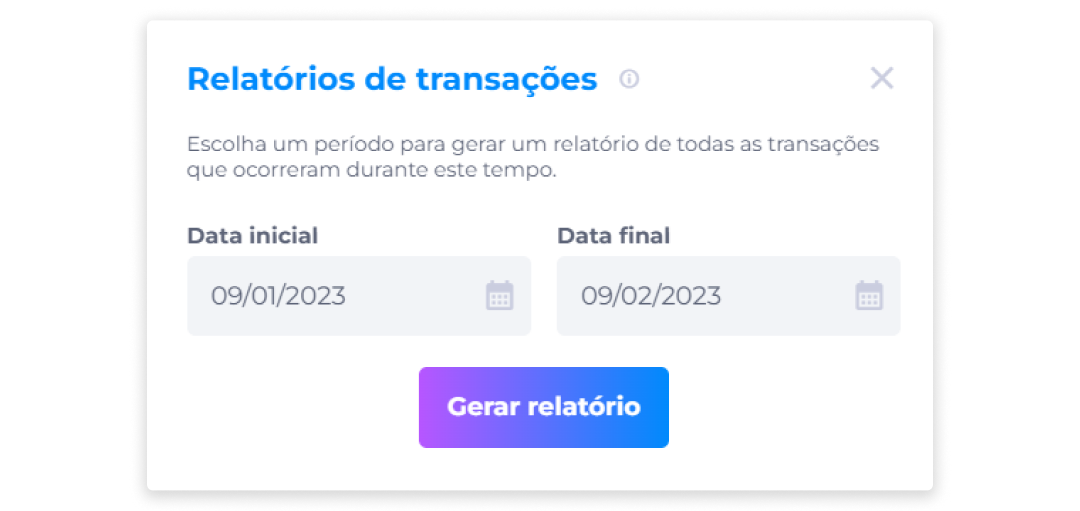 Relatórios de transações
Escolha um período para gerar um relatório de todas as transações
que ocorreram durante este tempo.
Data inicial
Data final
09/01/2023
09/02/2023
Gerar relatório